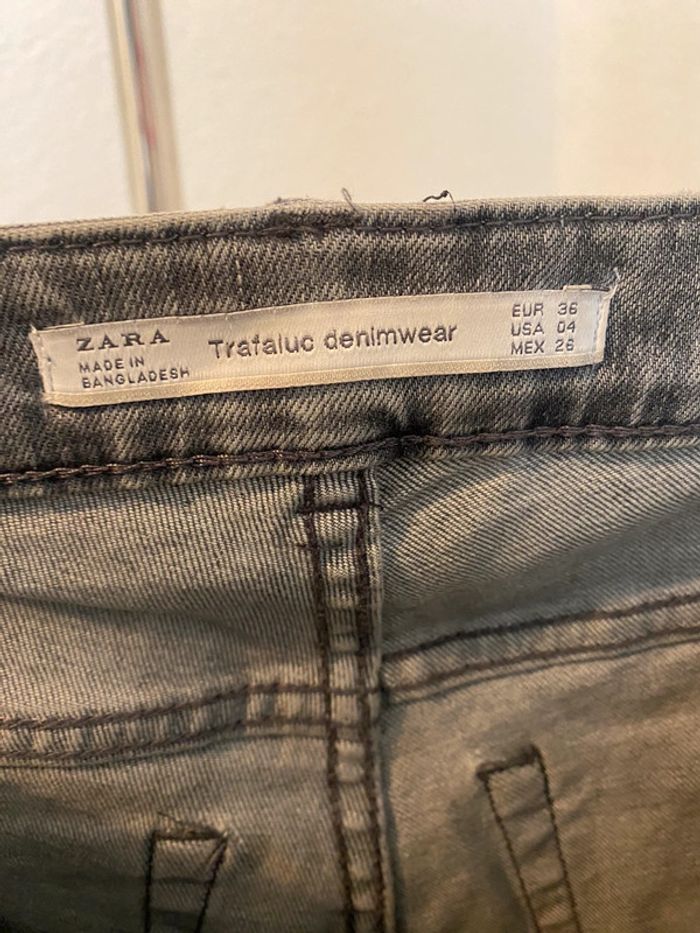 ZARA
MADE IN
BANGLADESH
Trafaluc denimwear
EUR 36
USA 04
MEX 26